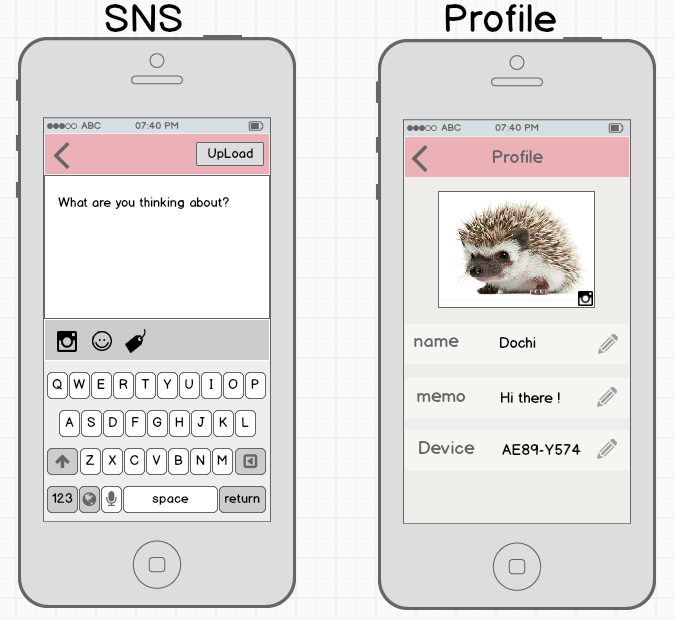 SNS
ABC 07:40 PM
UpLoad
What are you thinking about?
Q W E R T Y U I O P
A S D F G H J K L
Z X C V B N M
123 space return
Profile
ABC 07:40 PM
Profile
name Dochi
memo Hi there !
Device AE89-Y574